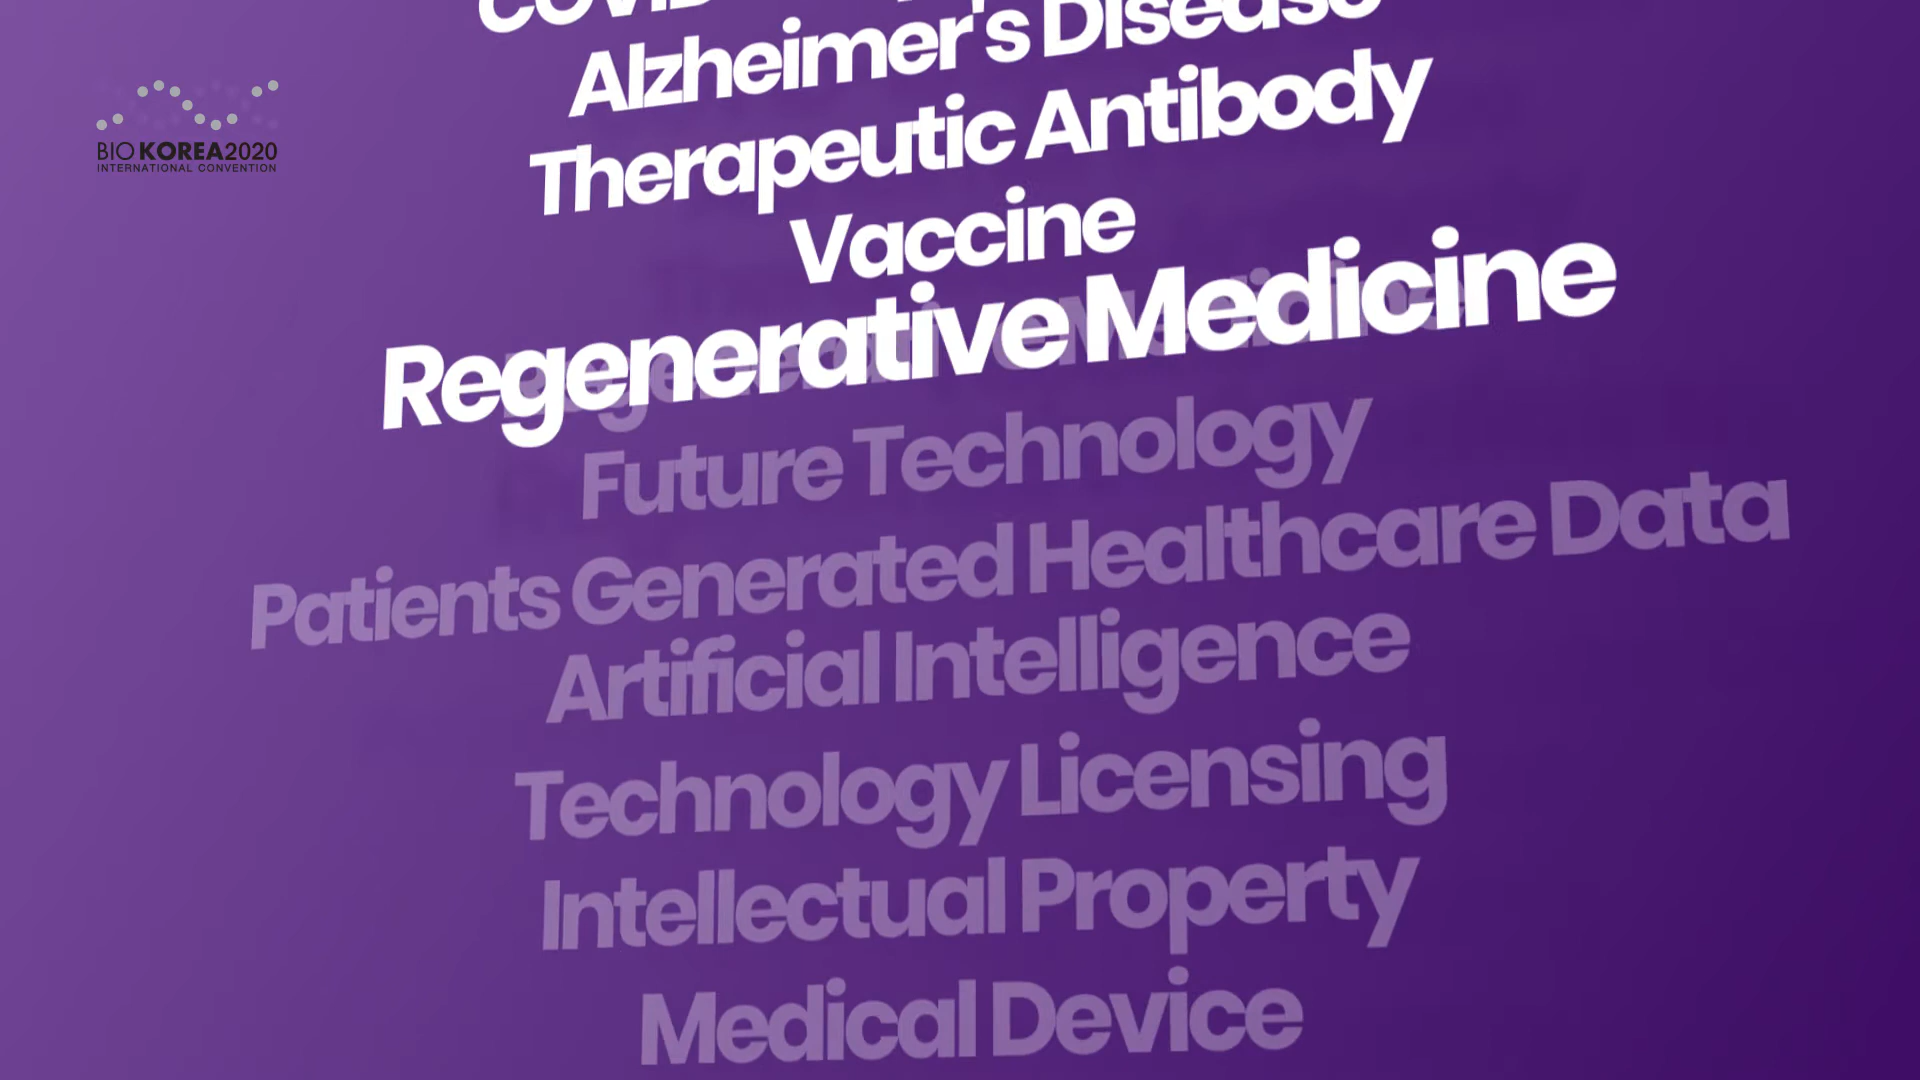 BIO KOREA2020
INTERNATIONAL CONVENTION
COVID
Alzheimer's Disease
Therapeutic Antibody
Vaccine
Regenerative Medicine
Future Technology
Patients Generated Healthcare Data
Artificial Intelligence
Technology Licensing
Intellectual Property
Medical Device